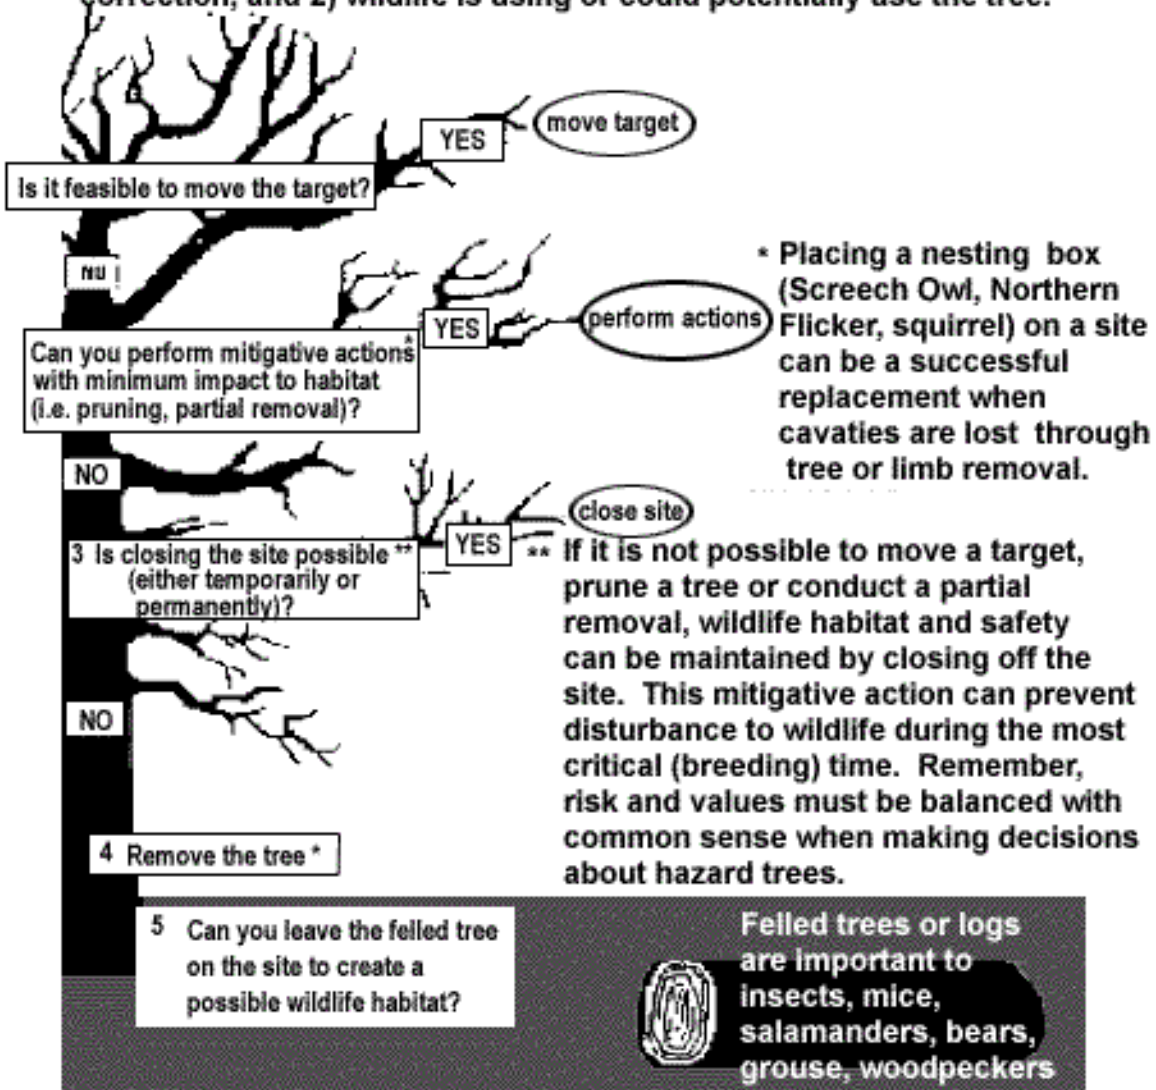 correction, and 2) wildlife is using or could potentially use the tree.
YES
move target
Is it feasible to move the target?
NO
YES
perform actions
Can you perform mitigative actions*
with minimum impact to habitat
(i.e. pruning, partial removal)?
* Placing a nesting box
(Screech Owl, Northern
Flicker, squirrel) on a site
can be a successful
replacement when
cavaties are lost through
tree or limb removal.
NO
YES
close site
3 Is closing the site possible **
(either temporarily or
permanently)?
** If it is not possible to move a target,
prune a tree or conduct a partial
removal, wildlife habitat and safety
can be maintained by closing off the
site. This mitigative action can prevent
disturbance to wildlife during the most
critical (breeding) time. Remember,
risk and values must be balanced with
common sense when making decisions
about hazard trees.
NO
4 Remove the tree *
5 Can you leave the felled tree
on the site to create a
possible wildlife habitat?
Felled trees or logs
are important to
insects, mice,
salamanders, bears,
grouse, woodpeckers